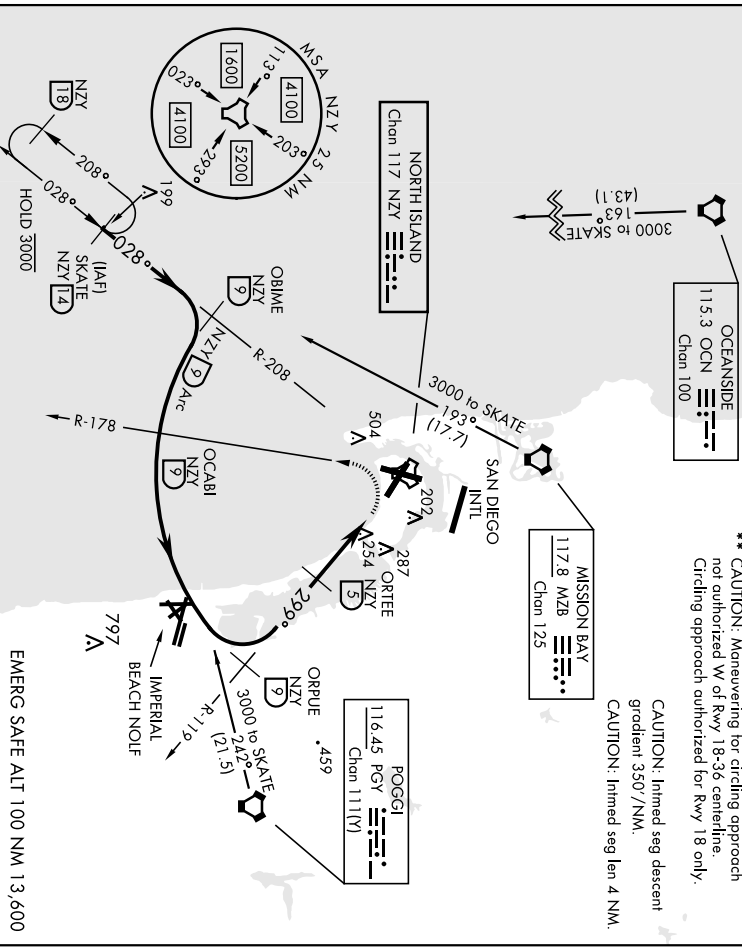 ** CAUTION: Maneuvering for circling approach
not authorized W of Rwy 18-36 centerline.
Circling approach authorized for Rwy 18 only.
CAUTION: Intmed seg descent
gradient 350'/NM.
CAUTION: Intmed seg len 4 NM.
OCEANSIDE
115.3 OCN
Chan 100
3000 to SKATE
163°
(43.1)
MISSION BAY
117.8 MZB
Chan 125
3000 to SKATE
193°
(17.7)
POGGI
116.45 PGY
Chan 111(Y)
3000 to SKATE
242°
(21.5)
NORTH ISLAND
Chan 117 NZY
SAN DIEGO
INTL
MSA NZY 25 NM
113°
203°
293°
023°
1600
4100
5200
4100
504
202
287
254
459
797
199
ORTEE
NZY
5
299°
ORPUE
NZY
9
R-119
IMPERIAL
BEACH NOLF
OBIME
NZY
9
R-208
NZY 9 Arc
R-178
OCABI
NZY
9
NZY
18
208°
028°
028°
(IAF)
SKATE
NZY 14
HOLD 3000
EMERG SAFE ALT 100 NM 13,600